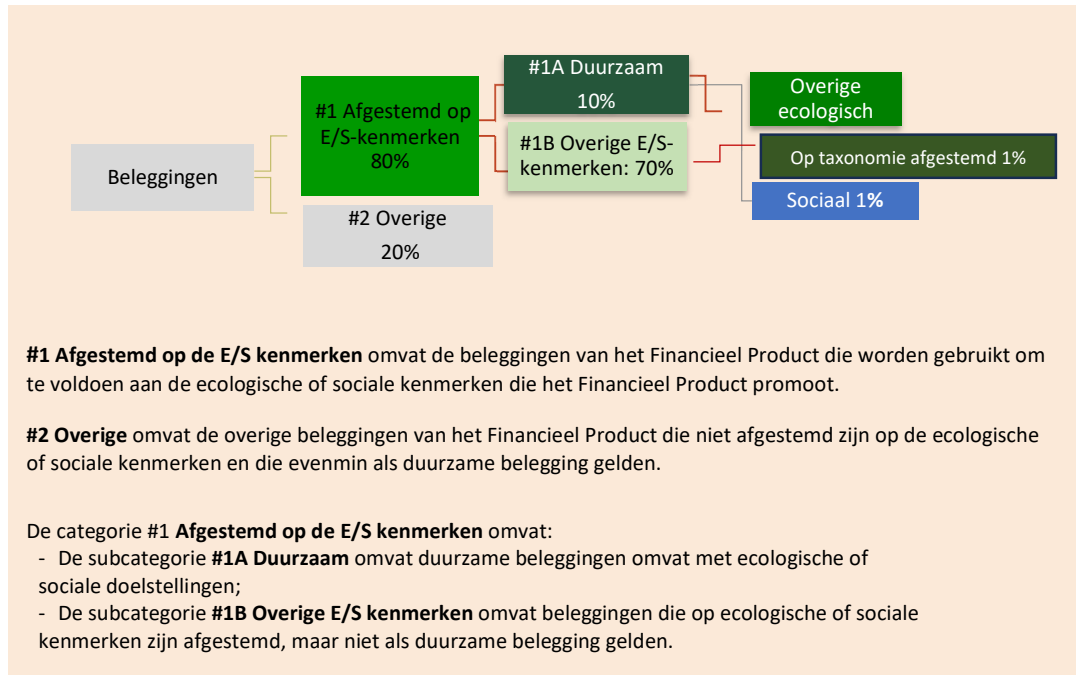 Beleggingen
#1 Afgestemd op
E/S-kenmerken
80%
#2 Overige
20%
#1A Duurzaam
10%
#1B Overige E/S-
kenmerken: 70%
Overige
ecologisch
Op taxonomie afgestemd 1%
Sociaal 1%
#1 Afgestemd op de E/S kenmerken omvat de beleggingen van het Financieel Product die worden gebruikt om
te voldoen aan de ecologische of sociale kenmerken die het Financieel Product promoot.
#2 Overige omvat de overige beleggingen van het Financieel Product die niet afgestemd zijn op de ecologische
of sociale kenmerken en die evenmin als duurzame belegging gelden.
De categorie #1 Afgestemd op de E/S kenmerken omvat:
- De subcategorie #1A Duurzaam omvat duurzame beleggingen omvat met ecologische of
sociale doelstellingen;
- De subcategorie #1B Overige E/S kenmerken omvat beleggingen die op ecologische of sociale
kenmerken zijn afgestemd, maar niet als duurzame belegging gelden.